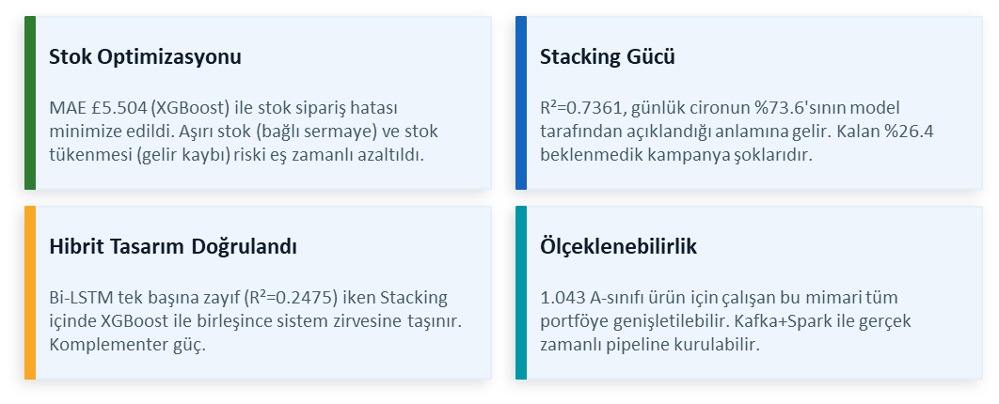 Stok Optimizasyonu
MAE £5.504 (XGBoost) ile stok sipariş hatası
minimize edildi. Aşırı stok (bağlı sermaye) ve stok
tükenmesi (gelir kaybı) riski eş zamanlı azaltıldı.
Stacking Gücü
R²=0.7361, günlük cironun %73.6'sının model
tarafından açıklandığı anlamına gelir. Kalan %26.4
beklenmedik kampanya şoklarıdır.
Hibrit Tasarım Doğrulandı
Bi-LSTM tek başına zayıf (R²=0.2475) iken Stacking
içinde XGBoost ile birleşince sistem zirvesine taşınır.
Komplementer güç.
Ölçeklenebilirlik
1.043 A-sınıfı ürün için çalışan bu mimari tüm
portföye genişletilebilir. Kafka+Spark ile gerçek
zamanlı pipeline kurulabilir.